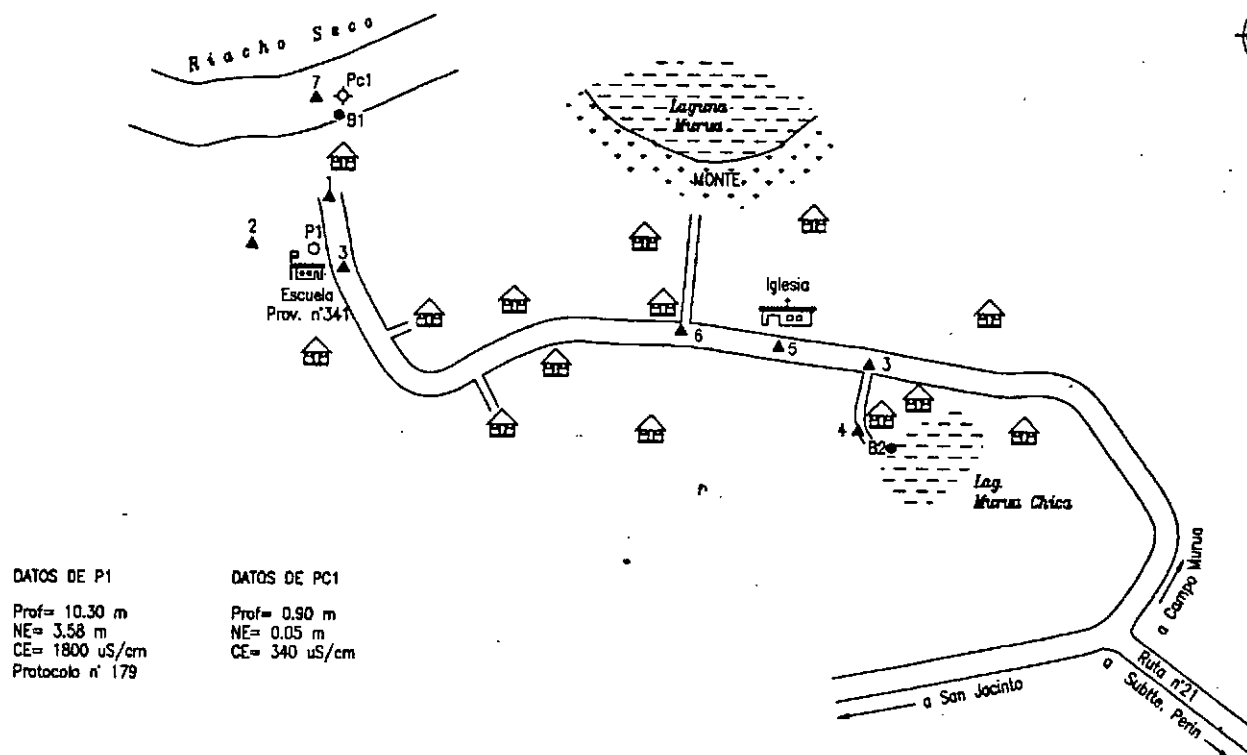 Riacho Seco
7
Pc1
B1
Laguna
Murua
MONTE
1
2
P1
P
3
Escuela
Prov. n°341
Iglesia
6
5
3
4
B2
Lag.
Murua Chica
DATOS DE P1
Prof= 10.30 m
NE= 3.58 m
CE= 1800 uS/cm
Protocolo n° 179
DATOS DE PC1
Prof= 0.90 m
NE= 0.05 m
CE= 340 uS/cm
a Campo Murua
Ruta n°21
a Subtte. Perin
a San Jacinto